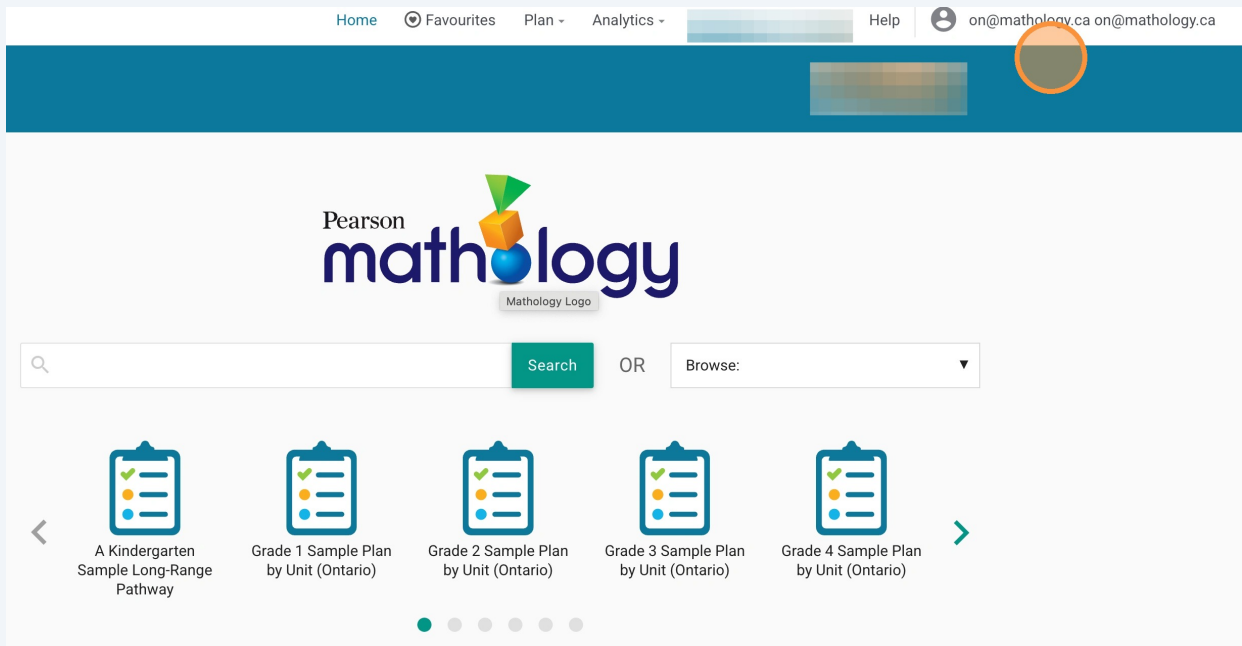 Home Favourites Plan Analytics Help on@mathology.ca on@mathology.ca
Pearson
mathology
Mathology Logo
Search OR Browse:
A Kindergarten
Sample Long-Range
Pathway
Grade 1 Sample Plan
by Unit (Ontario)
Grade 2 Sample Plan
by Unit (Ontario)
Grade 3 Sample Plan
by Unit (Ontario)
Grade 4 Sample Plan
by Unit (Ontario)